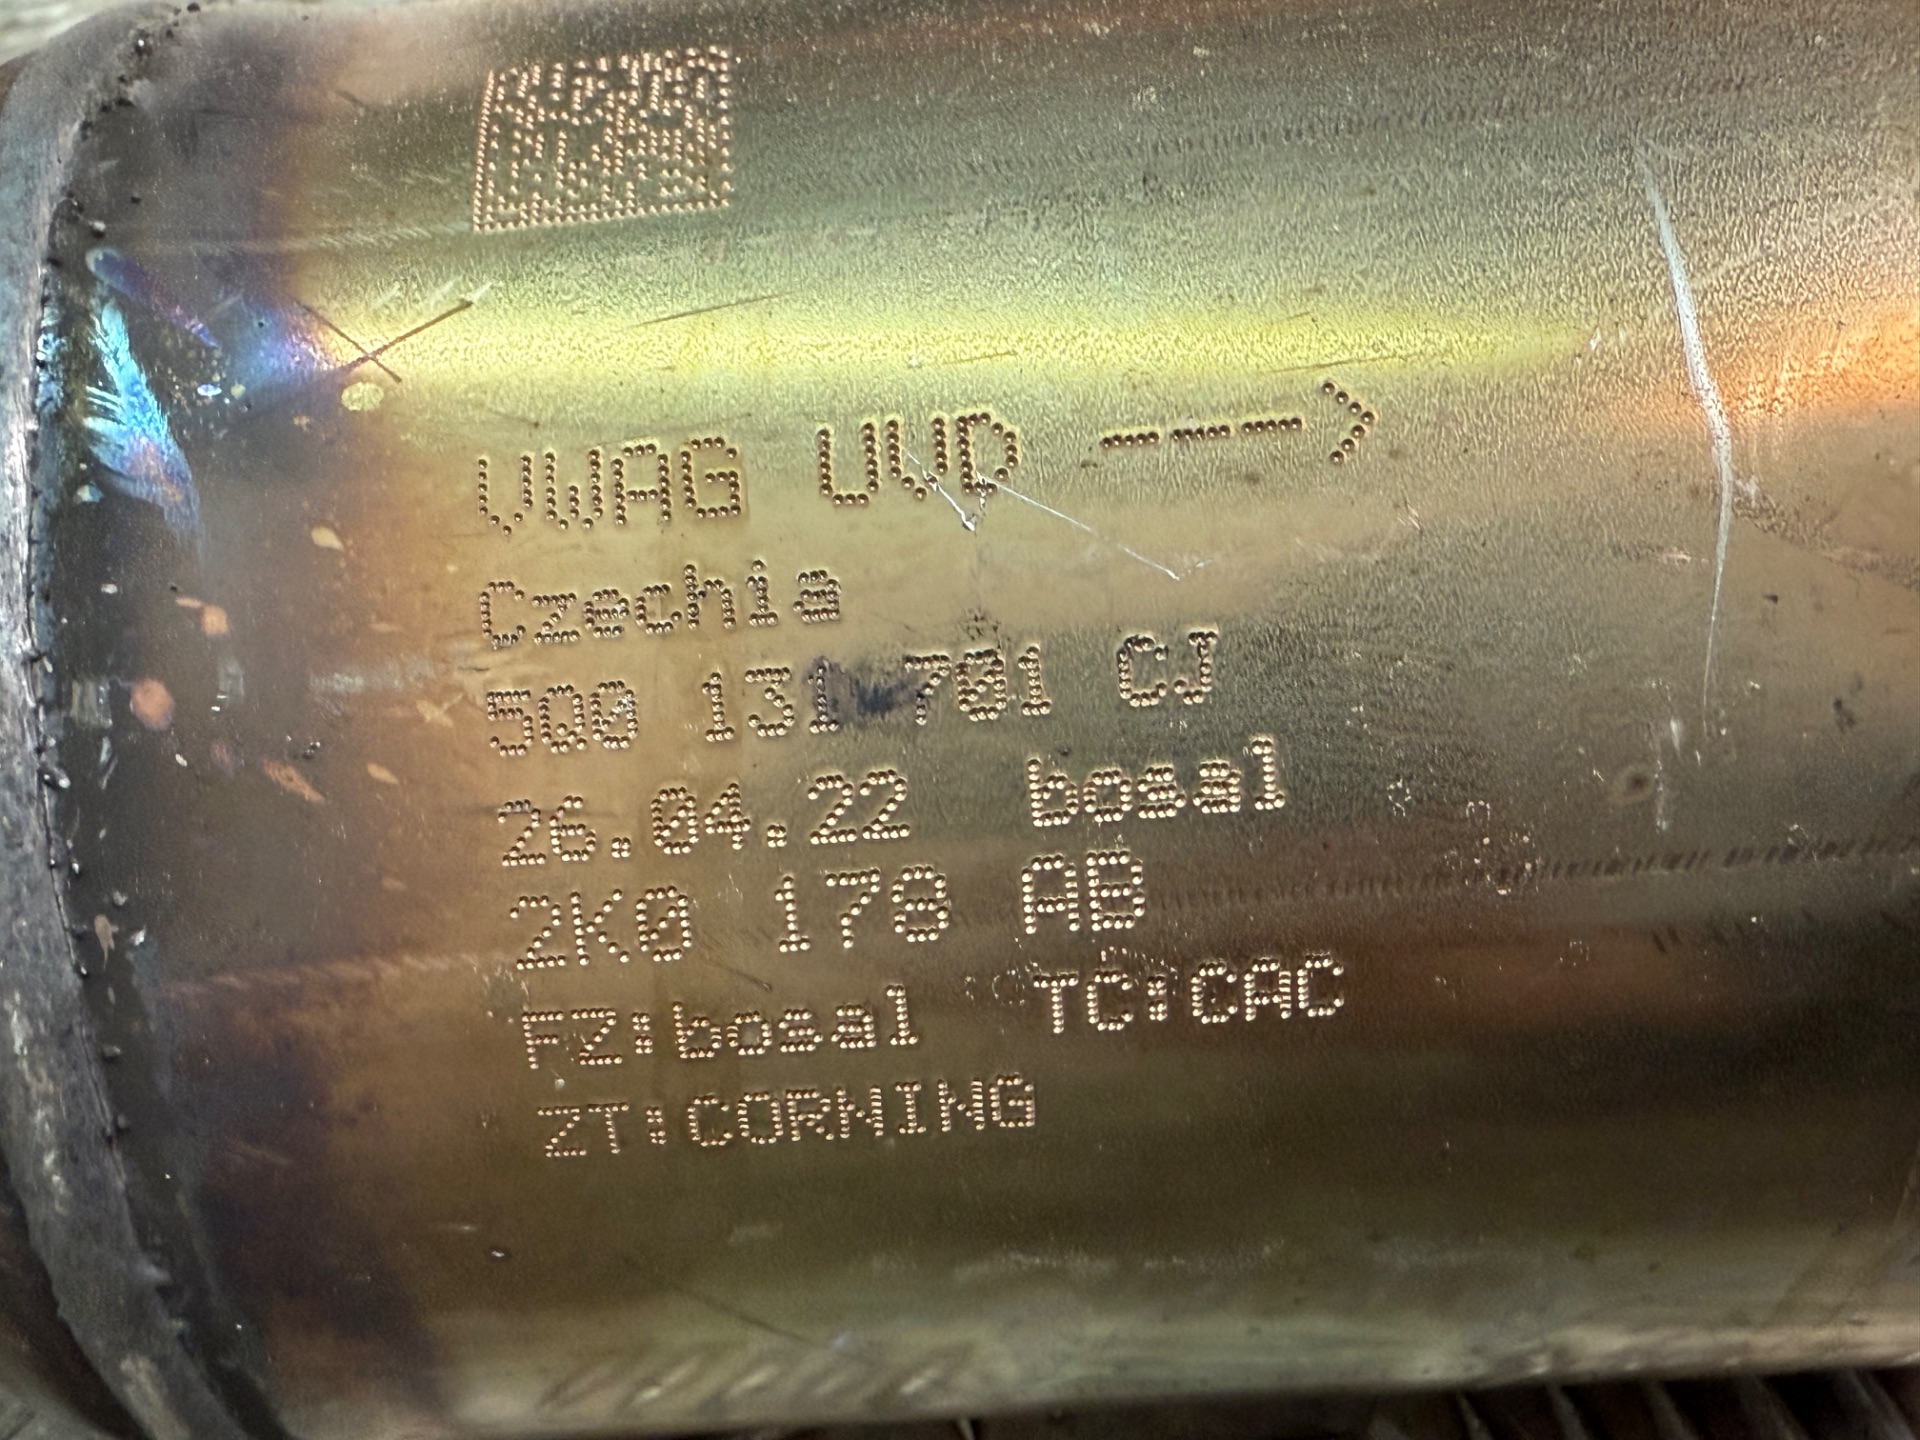 VWAG UVD --->
Czechia
5Q0 131 701 CJ
26.04.22 bosal
2K0 178 AB
FZ:bosal TC:CAC
ZT:CORNING